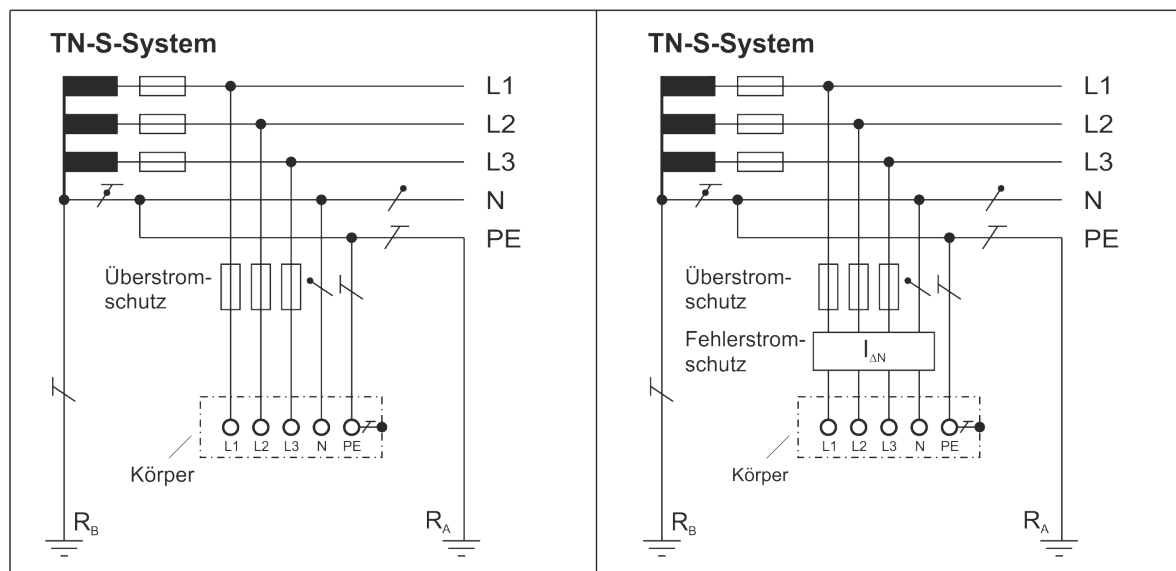 TN-S-System
L1
L2
L3
N
PE
Überstrom-
schutz
L1 L2 L3 N PE
Körper
RB
RA
TN-S-System
L1
L2
L3
N
PE
Überstrom-
schutz
Fehlerstrom-
schutz
IΔN
L1 L2 L3 N PE
Körper
RB
RA